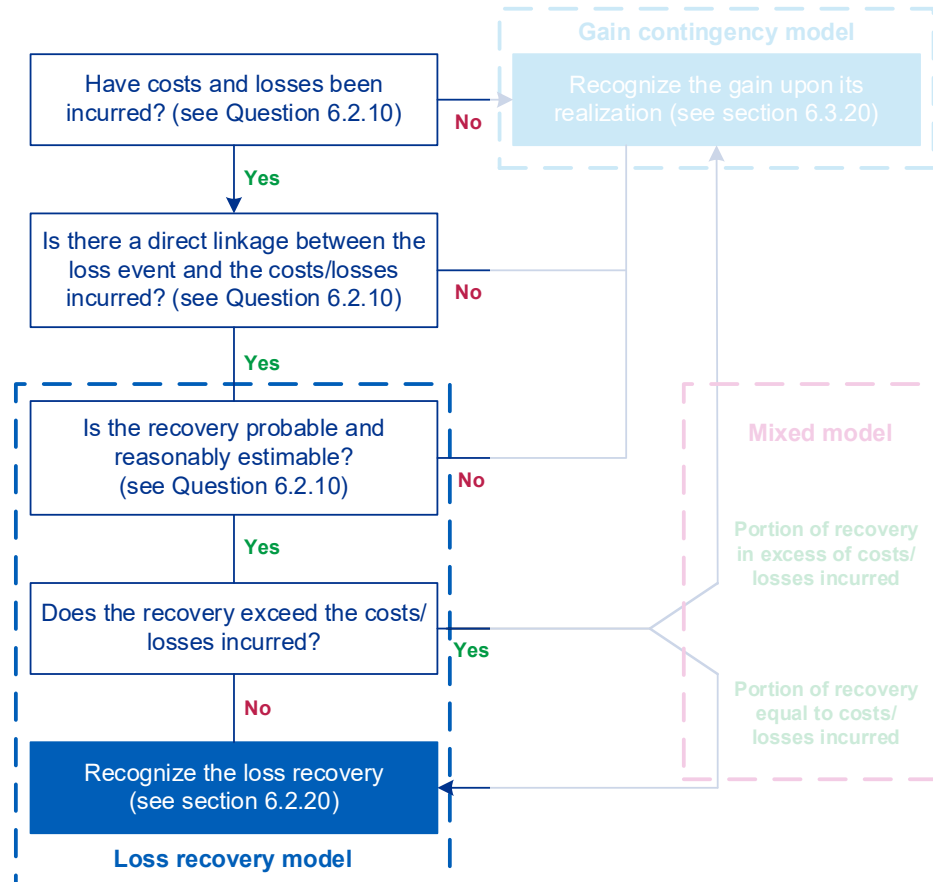 Gain contingency model
Have costs and losses been
incurred? (see Question 6.2.10)
No
Recognize the gain upon its
realization (see section 6.3.20)
Yes
Is there a direct linkage between the
loss event and the costs/losses
incurred? (see Question 6.2.10)
No
Yes
Is the recovery probable and
reasonably estimable?
(see Question 6.2.10)
No
Mixed model
Yes
Portion of recovery
in excess of costs/
losses incurred
Does the recovery exceed the costs/
losses incurred?
Yes
No
Portion of recovery
equal to costs/
losses incurred
Recognize the loss recovery
(see section 6.2.20)
Loss recovery model